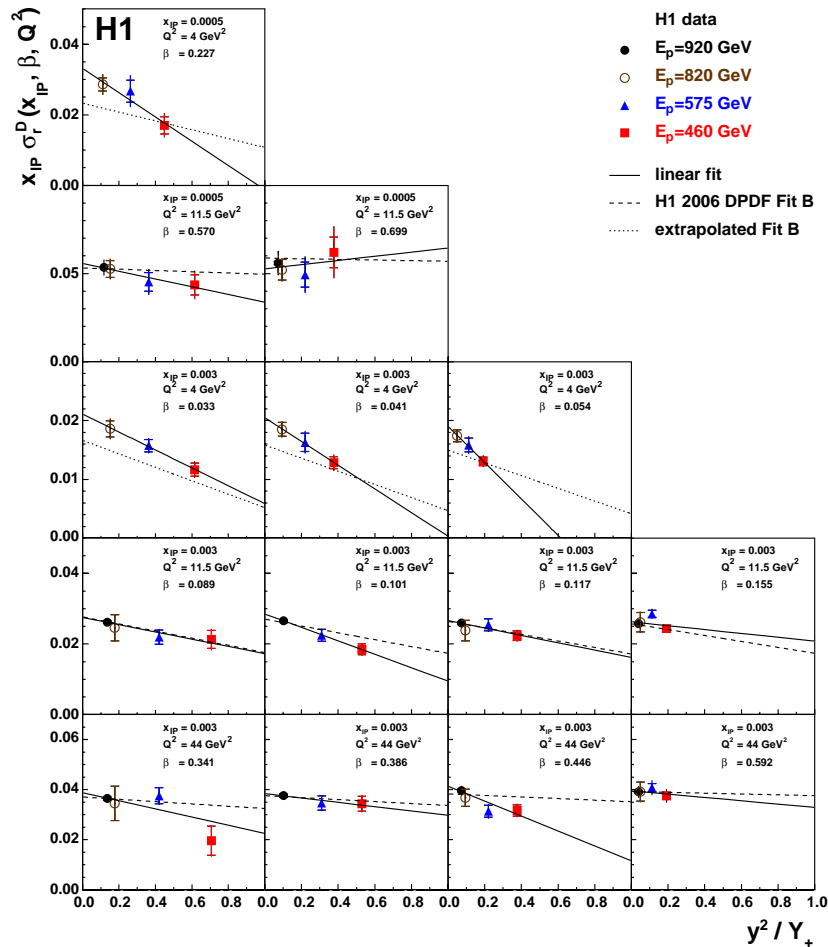 H1
x_IP = 0.0005
Q² = 4 GeV²
β = 0.227
H1 data
E_p=920 GeV
E_p=820 GeV
E_p=575 GeV
E_p=460 GeV
linear fit
H1 2006 DPDF Fit B
extrapolated Fit B
x_IP σ_r^D (x_IP, β, Q²)
0.04
0.02
0.00
x_IP = 0.0005
Q² = 11.5 GeV²
β = 0.570
x_IP = 0.0005
Q² = 11.5 GeV²
β = 0.699
0.05
0.00
x_IP = 0.003
Q² = 4 GeV²
β = 0.033
x_IP = 0.003
Q² = 4 GeV²
β = 0.041
x_IP = 0.003
Q² = 4 GeV²
β = 0.054
0.02
0.01
0.00
x_IP = 0.003
Q² = 11.5 GeV²
β = 0.089
x_IP = 0.003
Q² = 11.5 GeV²
β = 0.101
x_IP = 0.003
Q² = 11.5 GeV²
β = 0.117
x_IP = 0.003
Q² = 11.5 GeV²
β = 0.155
0.04
0.02
0.00
x_IP = 0.003
Q² = 44 GeV²
β = 0.341
x_IP = 0.003
Q² = 44 GeV²
β = 0.386
x_IP = 0.003
Q² = 44 GeV²
β = 0.446
x_IP = 0.003
Q² = 44 GeV²
β = 0.592
0.06
0.04
0.02
0.00
0.0 0.2 0.4 0.6 0.8 0.0 0.2 0.4 0.6 0.8 0.0 0.2 0.4 0.6 0.8 0.0 0.2 0.4 0.6 0.8 1.0
y² / Y₊